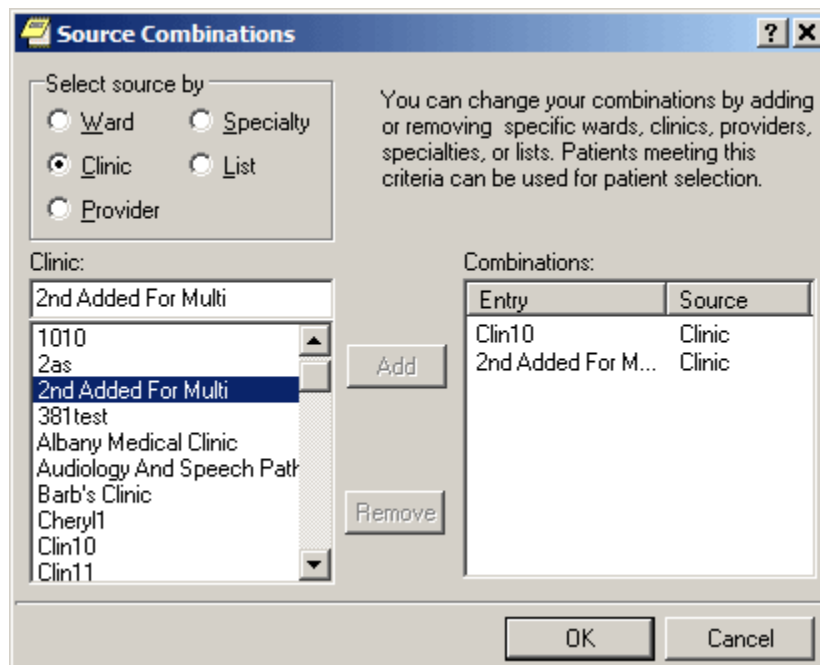 Source Combinations
Select source by
Ward
Specialty
Clinic
List
Provider
You can change your combinations by adding
or removing specific wards, clinics, providers,
specialties, or lists. Patients meeting this
criteria can be used for patient selection.
Clinic:
2nd Added For Multi
1010
2as
2nd Added For Multi
381test
Albany Medical Clinic
Audiology And Speech Path
Barb's Clinic
Cheryl1
Clin10
Clin11
Add
Remove
Combinations:
Entry Source
Clin10 Clinic
2nd Added For M... Clinic
OK
Cancel